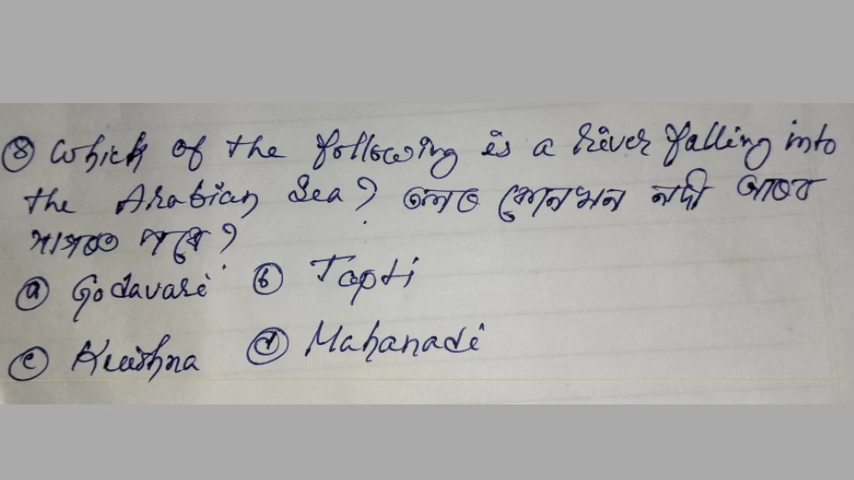 ⑧ Which of the following is a river falling into
the Arabian Sea? তলত কোনখন নদী আৰব
সাগৰত পৰে?
ⓐ Godavari ⓑ Tapti
ⓒ Krishna ⓓ Mahanadi